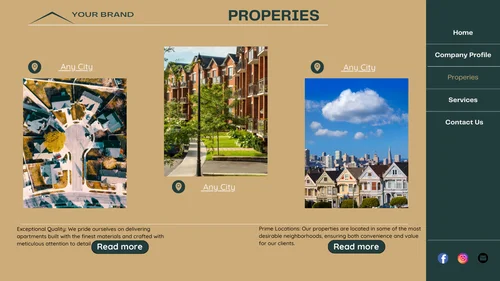 YOUR BRAND
PROPERIES
Any City
Any City
Any City
Exceptional Quality: We pride ourselves on delivering
apartments built with the finest materials and crafted with
meticulous attention to detail.
Read more
Prime Locations: Our properties are located in some of the most
desirable neighborhoods, ensuring both convenience and value
for our clients.
Read more
Home
Company Profile
Properies
Services
Contact Us